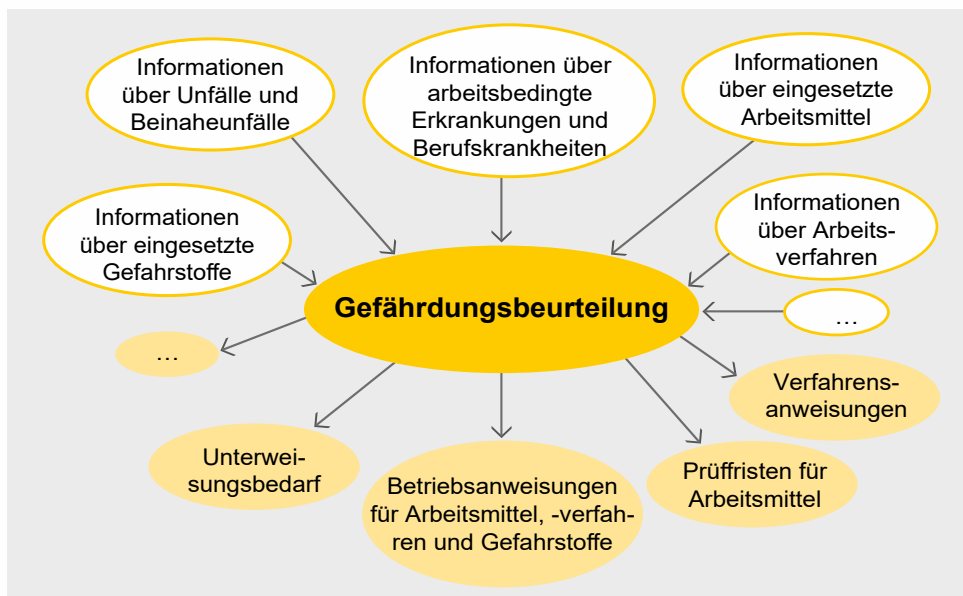 Informationen
über Unfälle und
Beinaheunfälle
Informationen über
arbeitsbedingte
Erkrankungen und
Berufskrankheiten
Informationen
über eingesetzte
Arbeitsmittel
Informationen
über eingesetzte
Gefahrstoffe
Informationen
über Arbeits-
verfahren
Gefährdungsbeurteilung
…
…
Verfahrens-
anweisungen
Unterwei-
sungsbedarf
Betriebsanweisungen
für Arbeitsmittel, -verfah-
ren und Gefahrstoffe
Prüffristen für
Arbeitsmittel